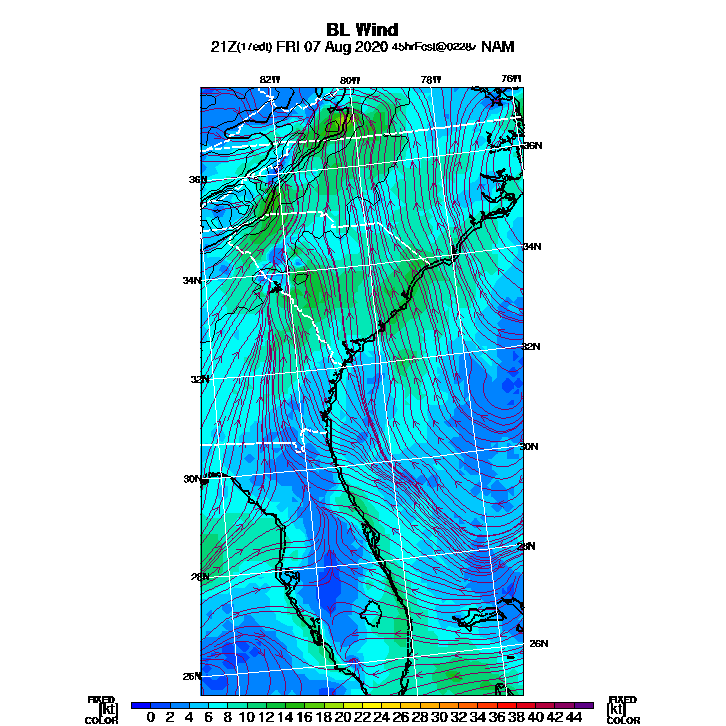 BL Wind
21Z(17edt) FRI 07 Aug 2020 45hrFcst@0228z NAM
82W 80W 78W 76W
36N
36N
34N
34N
32N
32N
30N
30N
28N
28N
26N
26N
FIXED FIXED
[kt] 0 2 4 6 8 10 12 14 16 18 20 22 24 26 28 30 32 34 36 38 40 42 44 [kt]
COLOR COLOR